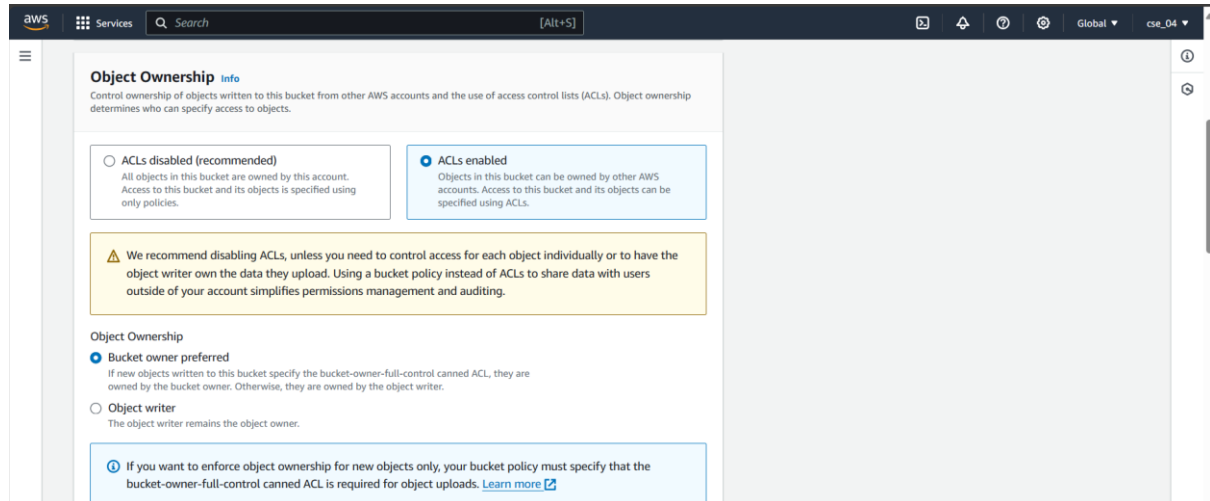 aws
Services
Search
[Alt+S]
Global
cse_04
Object Ownership Info
Control ownership of objects written to this bucket from other AWS accounts and the use of access control lists (ACLs). Object ownership
determines who can specify access to objects.
ACLs disabled (recommended)
All objects in this bucket are owned by this account.
Access to this bucket and its objects is specified using
only policies.
ACLs enabled
Objects in this bucket can be owned by other AWS
accounts. Access to this bucket and its objects can be
specified using ACLs.
We recommend disabling ACLs, unless you need to control access for each object individually or to have the
object writer own the data they upload. Using a bucket policy instead of ACLs to share data with users
outside of your account simplifies permissions management and auditing.
Object Ownership
Bucket owner preferred
If new objects written to this bucket specify the bucket-owner-full-control canned ACL, they are
owned by the bucket owner. Otherwise, they are owned by the object writer.
Object writer
The object writer remains the object owner.
If you want to enforce object ownership for new objects only, your bucket policy must specify that the
bucket-owner-full-control canned ACL is required for object uploads. Learn more